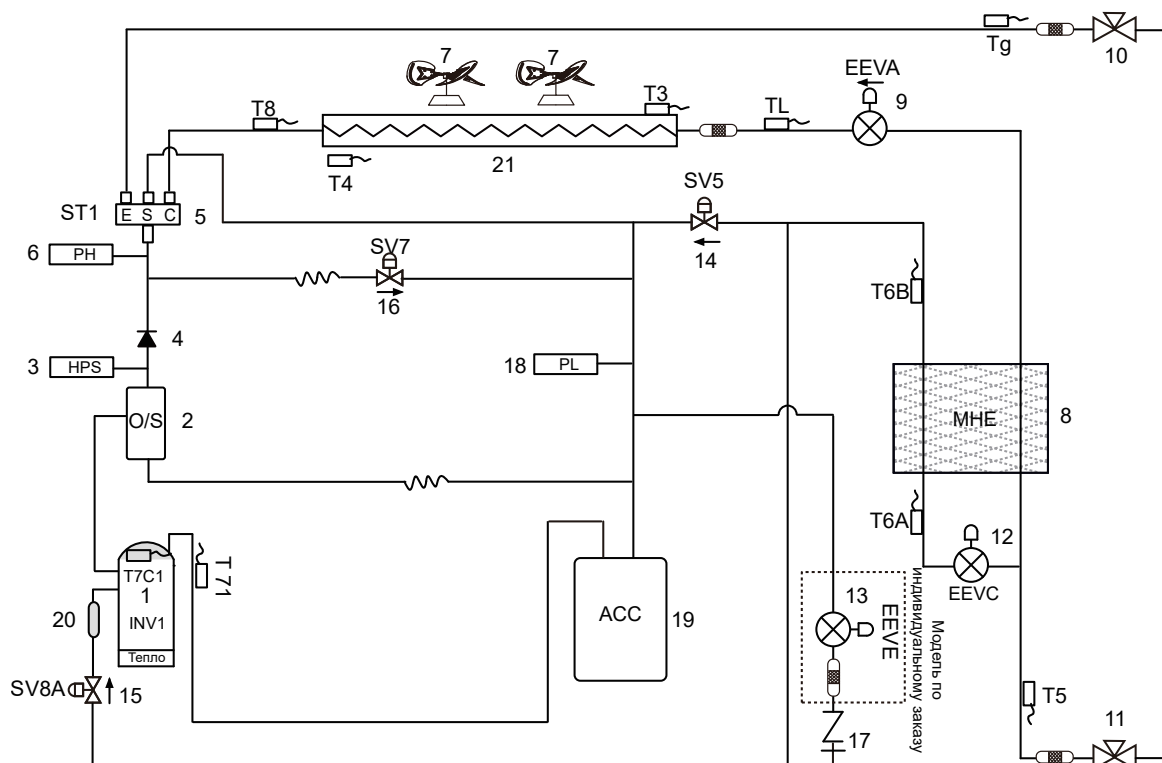 Tg
10
7
7
EEVA
9
T8
T3
TL
T4
21
ST1
E S C
5
SV5
14
6
PH
SV7
16
T6B
4
3
HPS
18
PL
O/S
2
MHE
8
T6A
12
EEVC
T7C1
1
INV1
Тепло
T 71
20
SV8A
15
ACC
19
13
EEVE
Модель по
индивидуальному заказу
17
T5
11